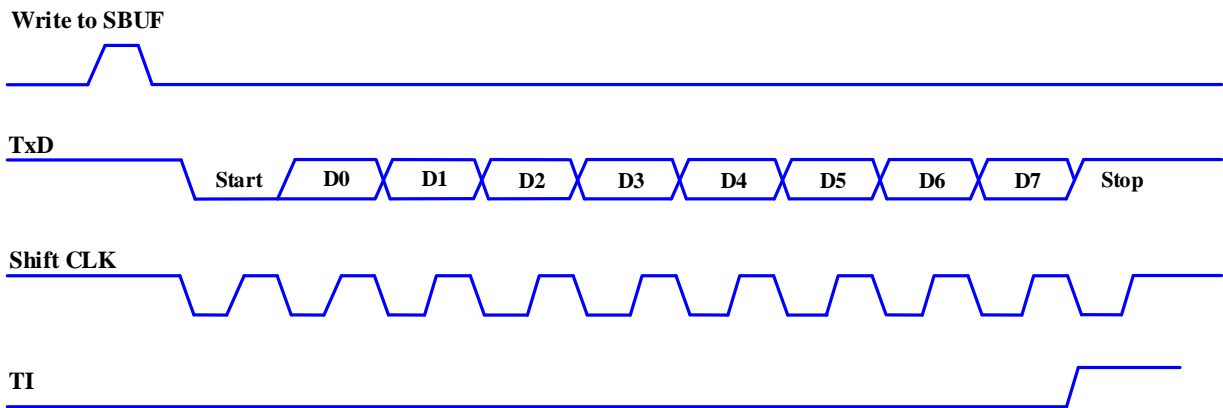 Write to SBUF
TxD
Start D0 D1 D2 D3 D4 D5 D6 D7 Stop
Shift CLK
TI